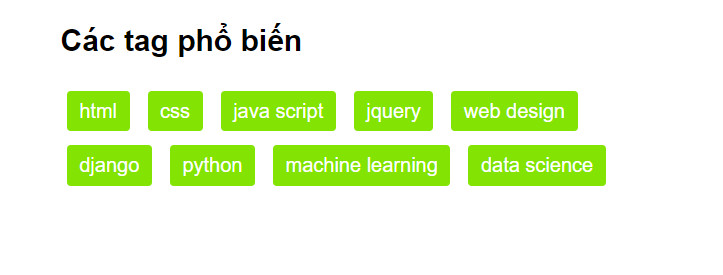 Các tag phổ biến
html css java script jquery web design
django python machine learning data science